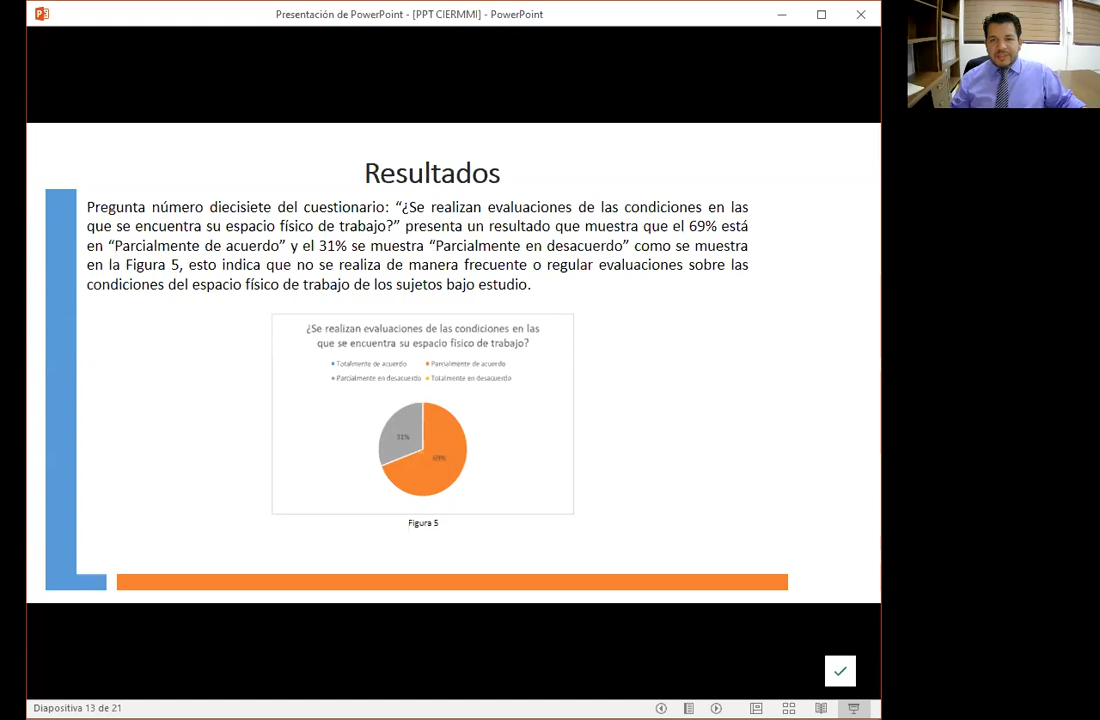 Presentación de PowerPoint - [PPT CIERMMI] - PowerPoint
Resultados
Pregunta número diecisiete del cuestionario: “¿Se realizan evaluaciones de las condiciones en las
que se encuentra su espacio físico de trabajo?” presenta un resultado que muestra que el 69% está
en “Parcialmente de acuerdo” y el 31% se muestra “Parcialmente en desacuerdo” como se muestra
en la Figura 5, esto indica que no se realiza de manera frecuente o regular evaluaciones sobre las
condiciones del espacio físico de trabajo de los sujetos bajo estudio.
¿Se realizan evaluaciones de las condiciones en las
que se encuentra su espacio físico de trabajo?
Totalmente de acuerdo Parcialmente de acuerdo
Parcialmente en desacuerdo Totalmente en desacuerdo
31%
69%
Figura 5
Diapositiva 13 de 21